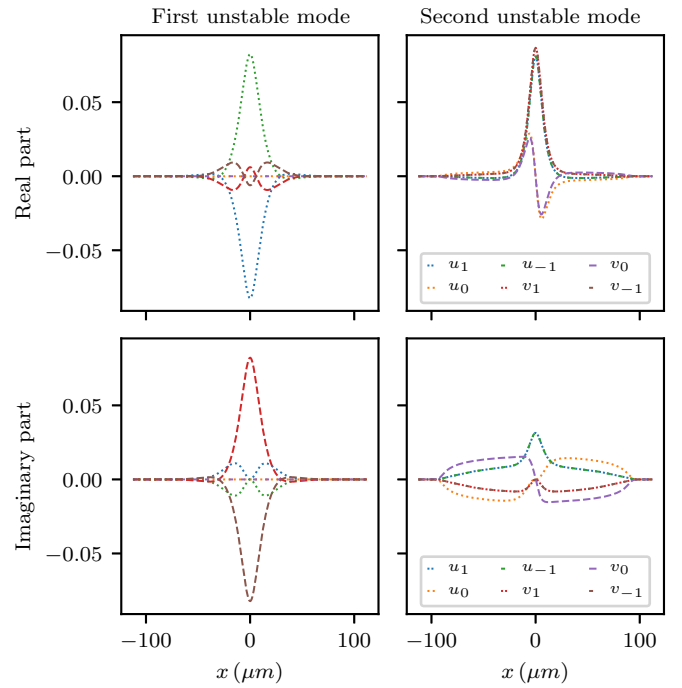 First unstable mode Second unstable mode
Real part
0.05
0.00
−0.05
u₁ u₋₁ v₀
u₀ v₁ v₋₁
Imaginary part
0.05
0.00
−0.05
u₁ u₋₁ v₀
u₀ v₁ v₋₁
−100 0 100 −100 0 100
x (μm) x (μm)